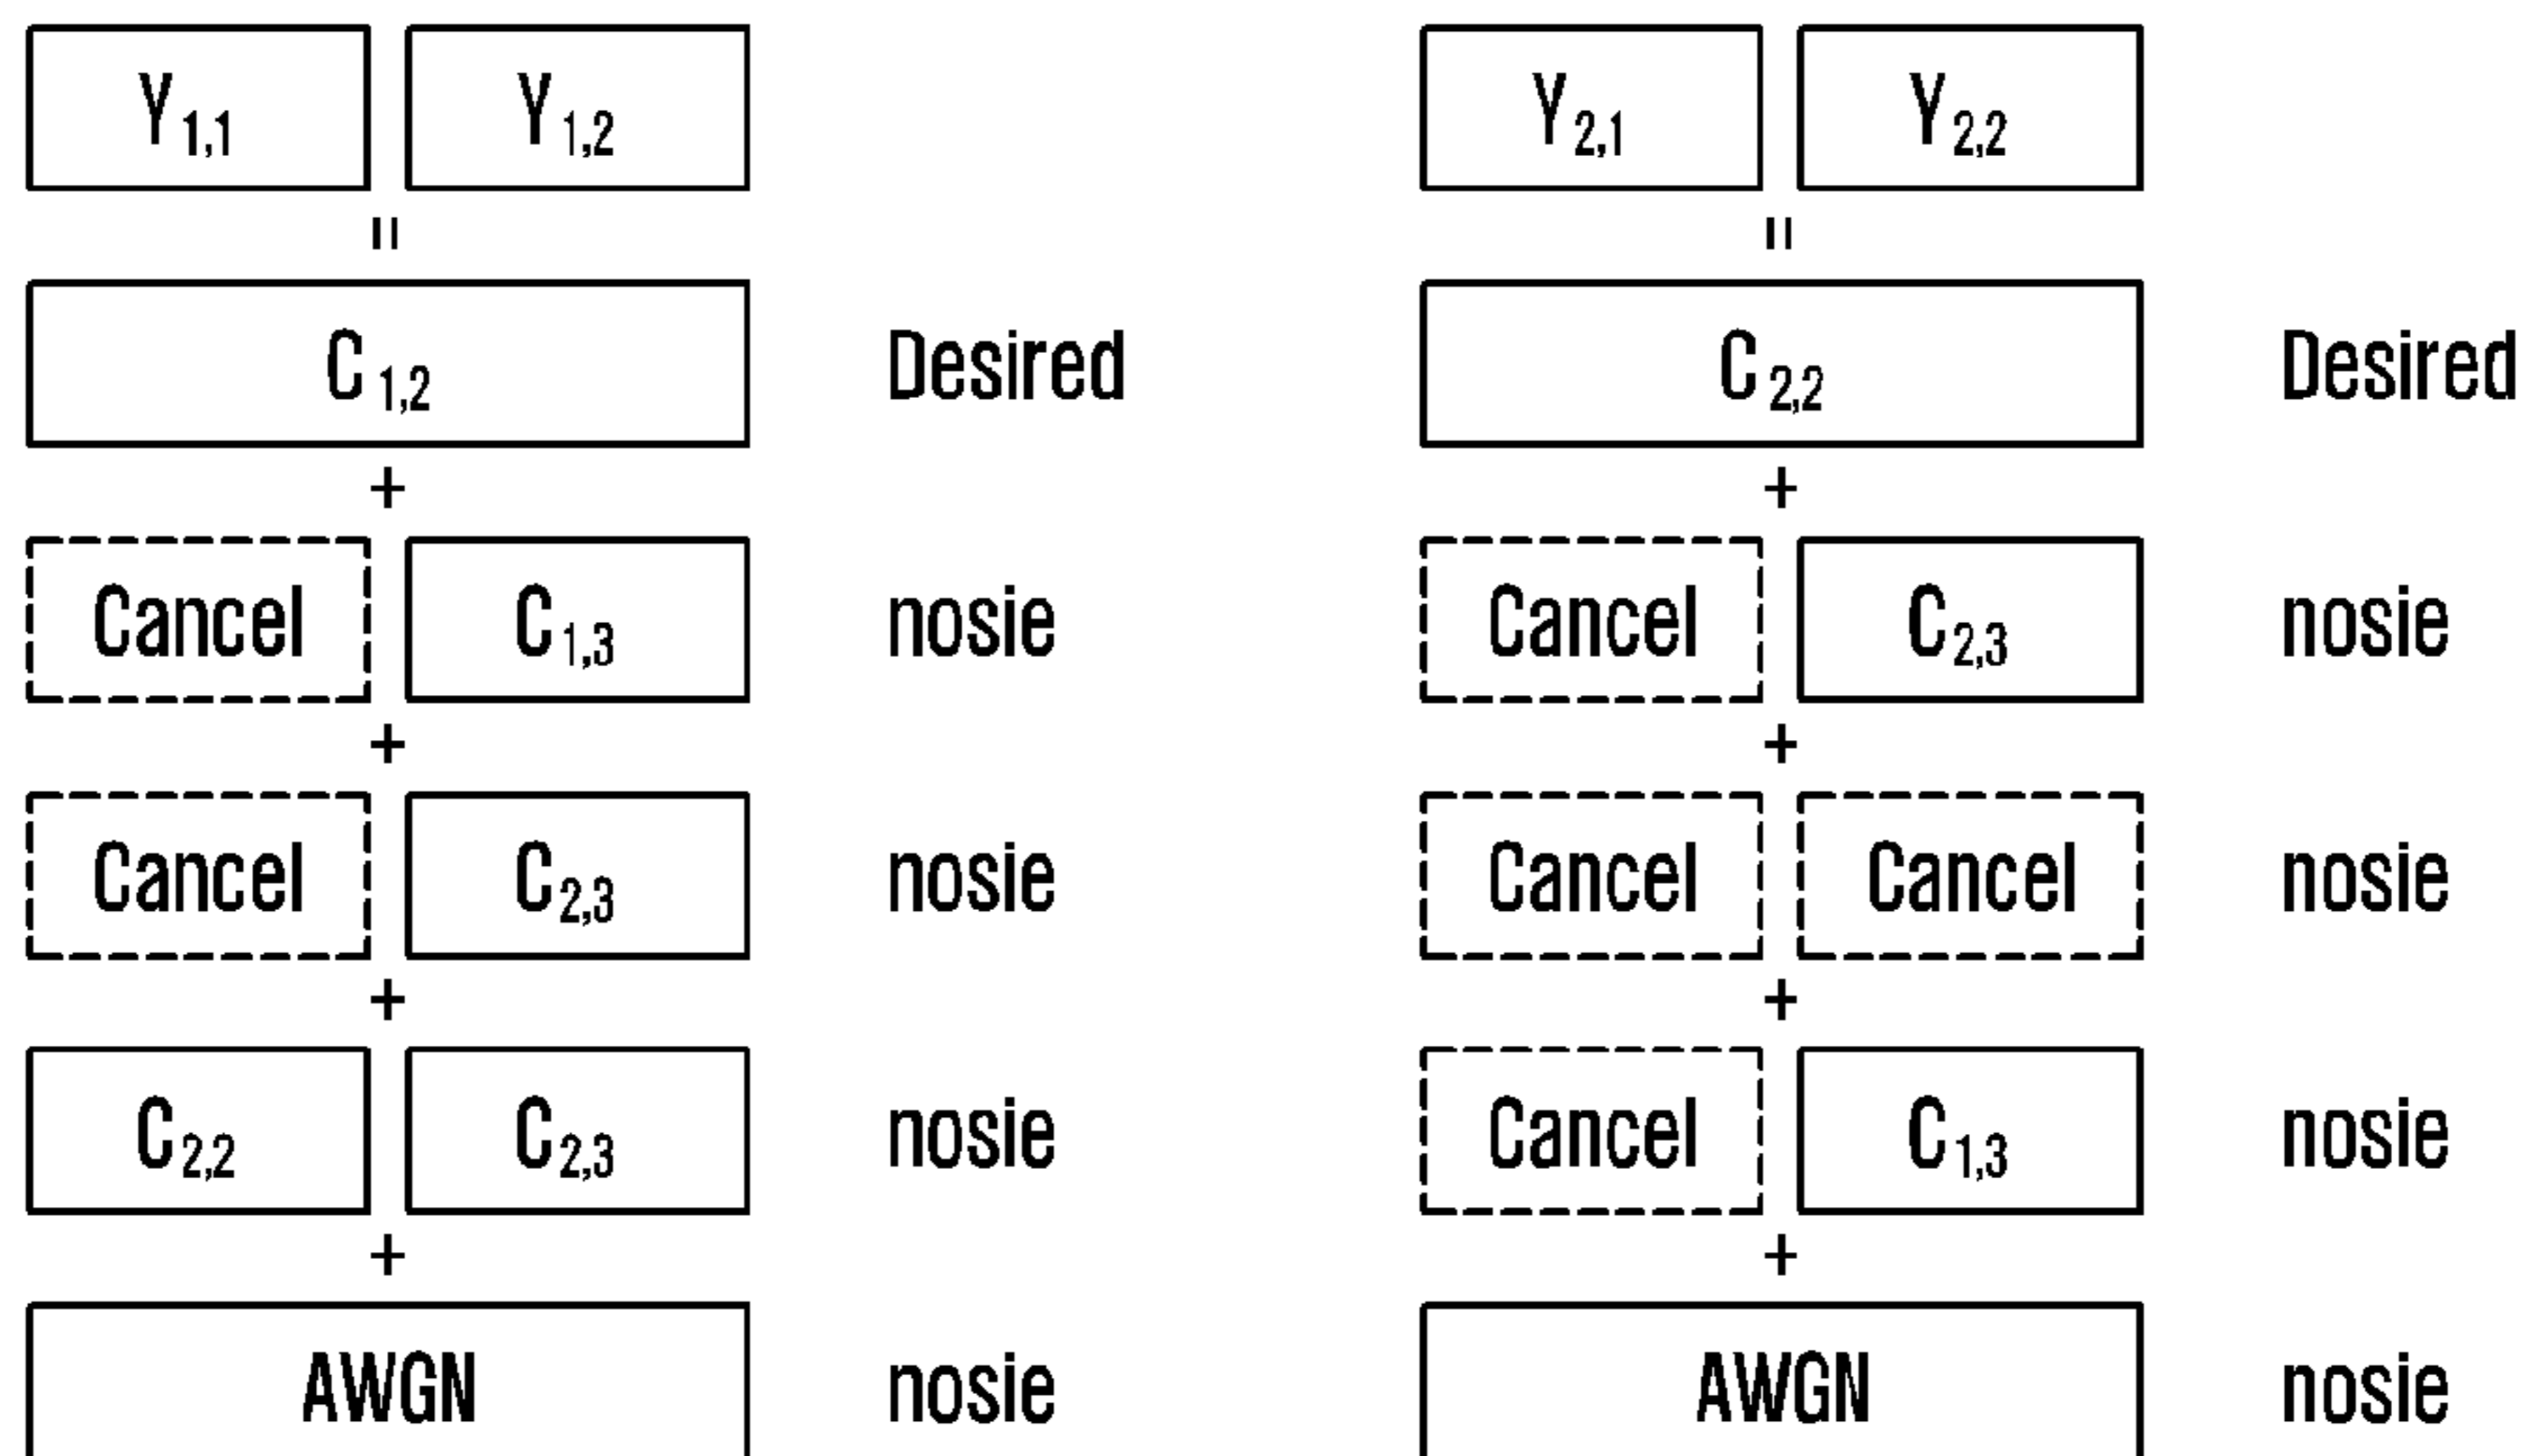 Y1,1 Y1,2
=
C1,2 Desired
+
Cancel C1,3 nosie
+
Cancel C2,3 nosie
+
C2,2 C2,3 nosie
+
AWGN nosie
Y2,1 Y2,2
=
C2,2 Desired
+
Cancel C2,3 nosie
+
Cancel Cancel nosie
+
Cancel C1,3 nosie
+
AWGN nosie